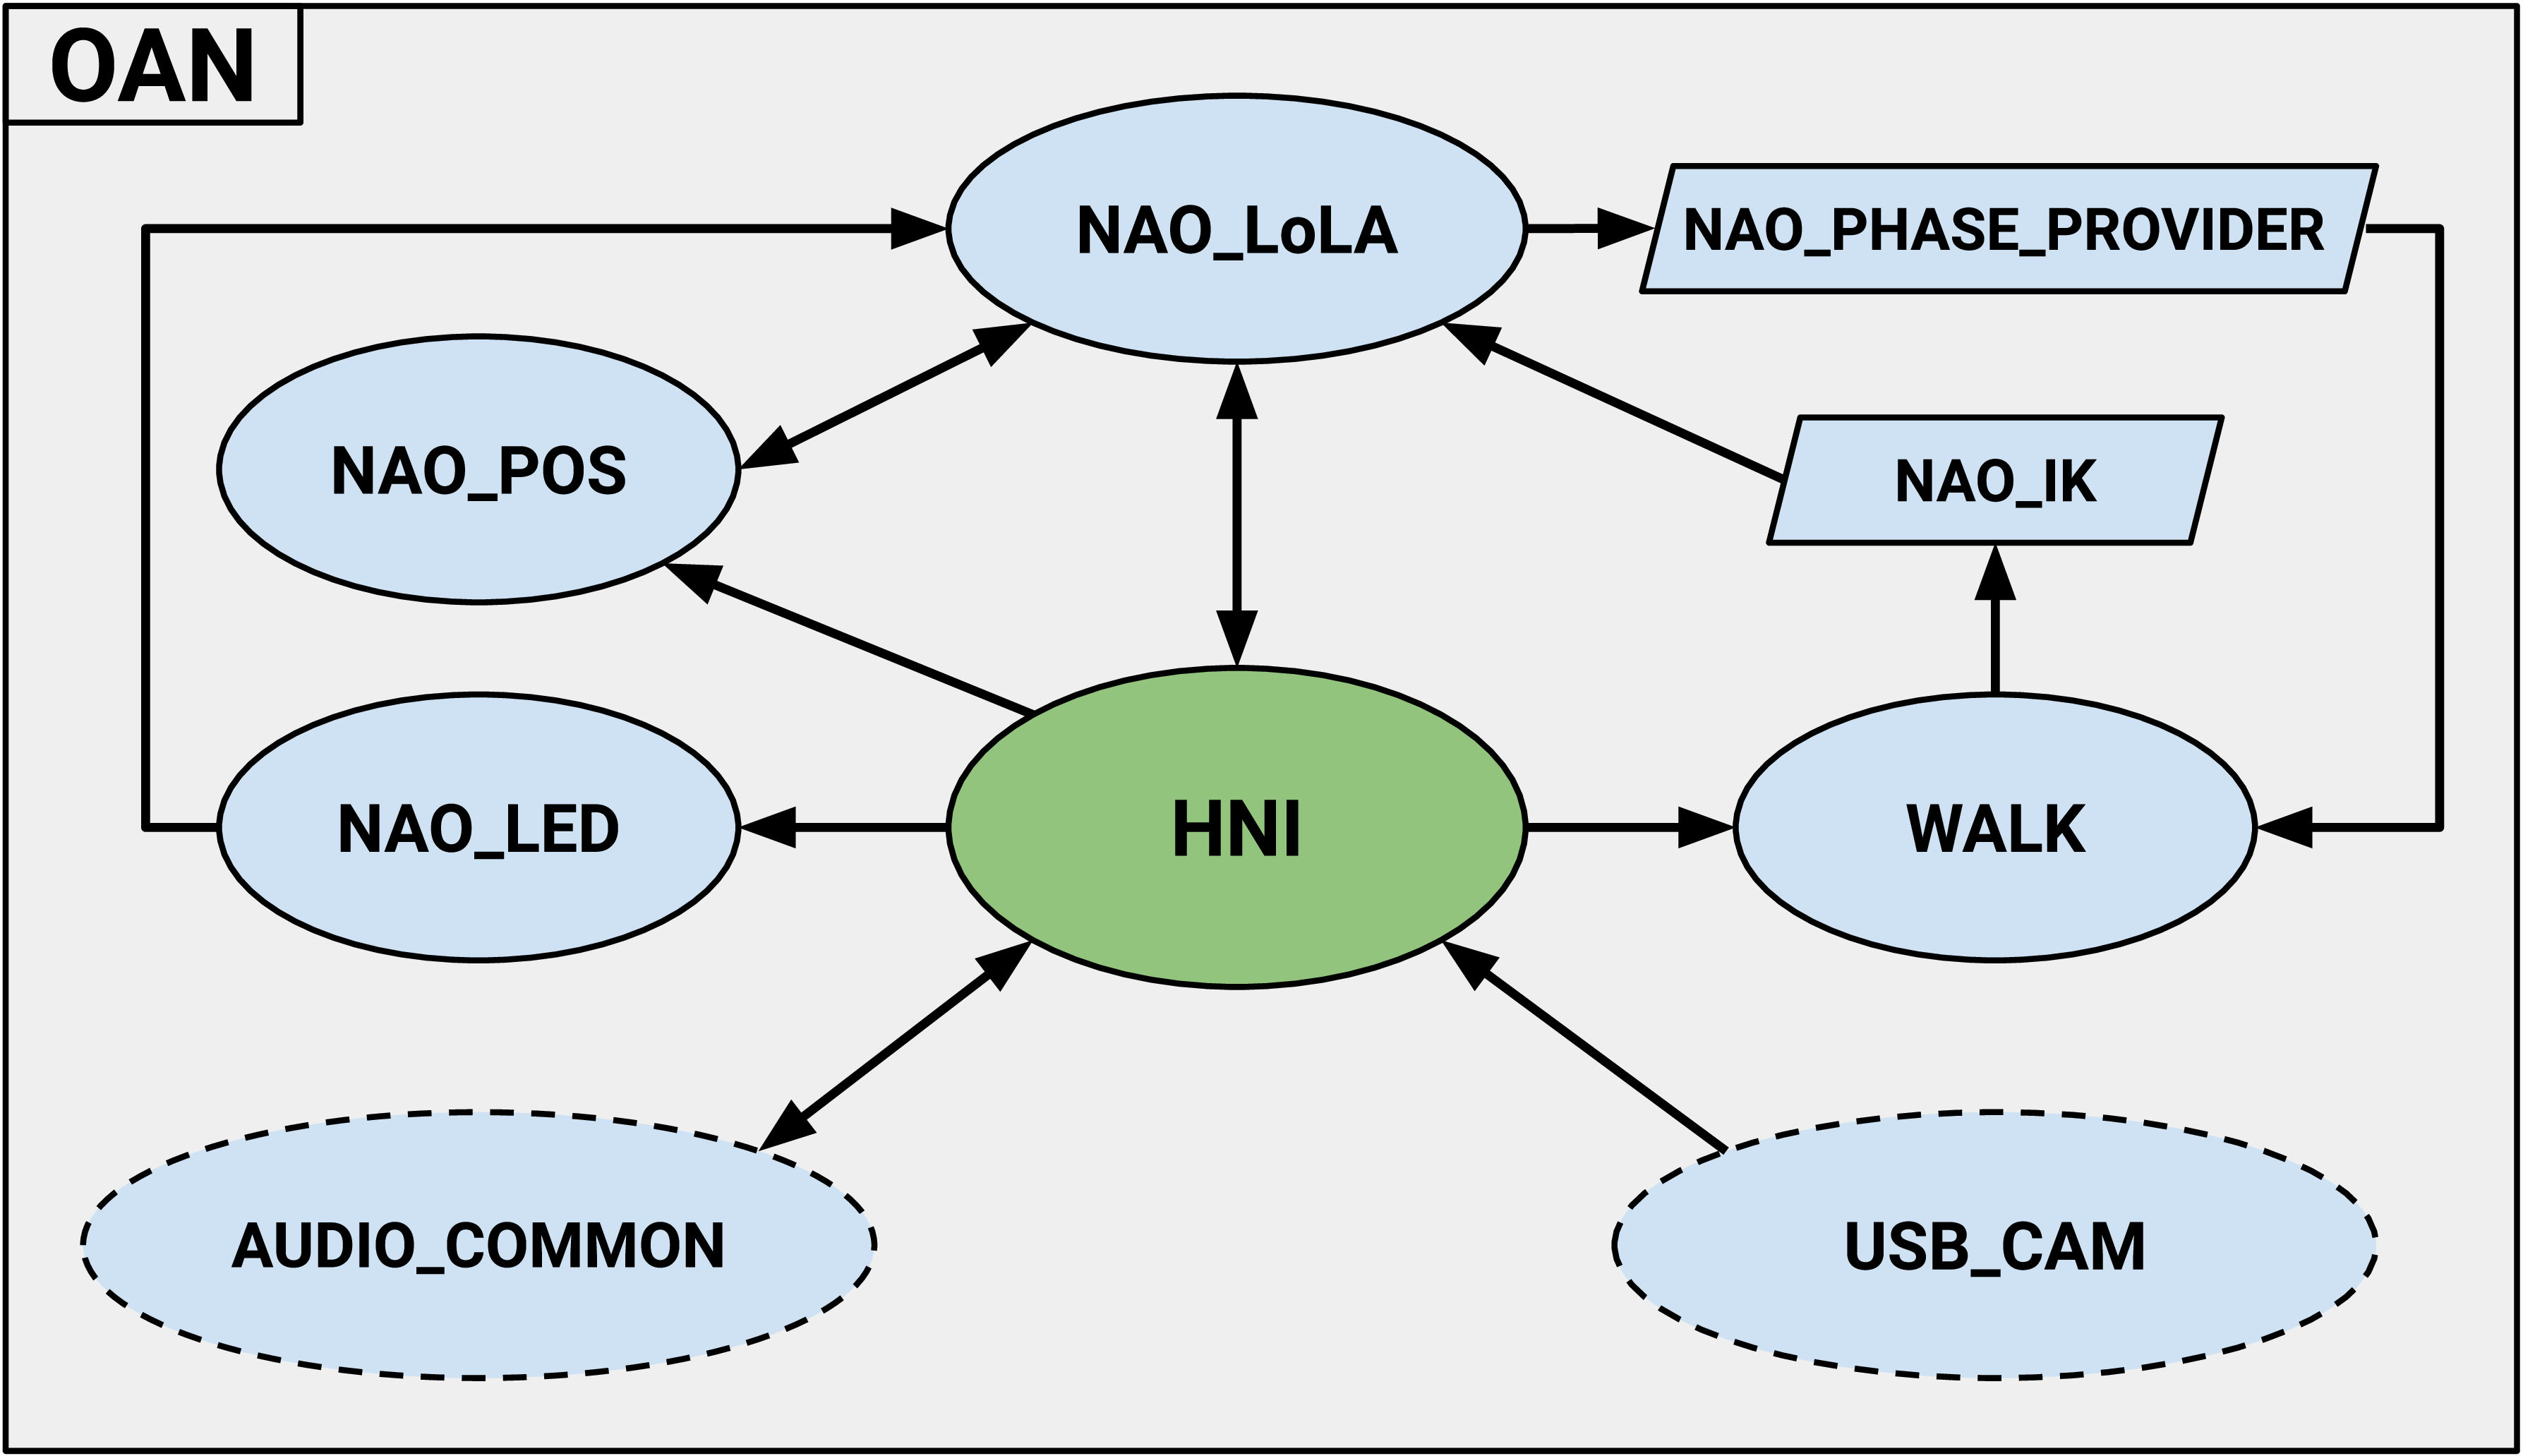 OAN
NAO_LoLA
NAO_PHASE_PROVIDER
NAO_POS
NAO_IK
NAO_LED
HNI
WALK
AUDIO_COMMON
USB_CAM